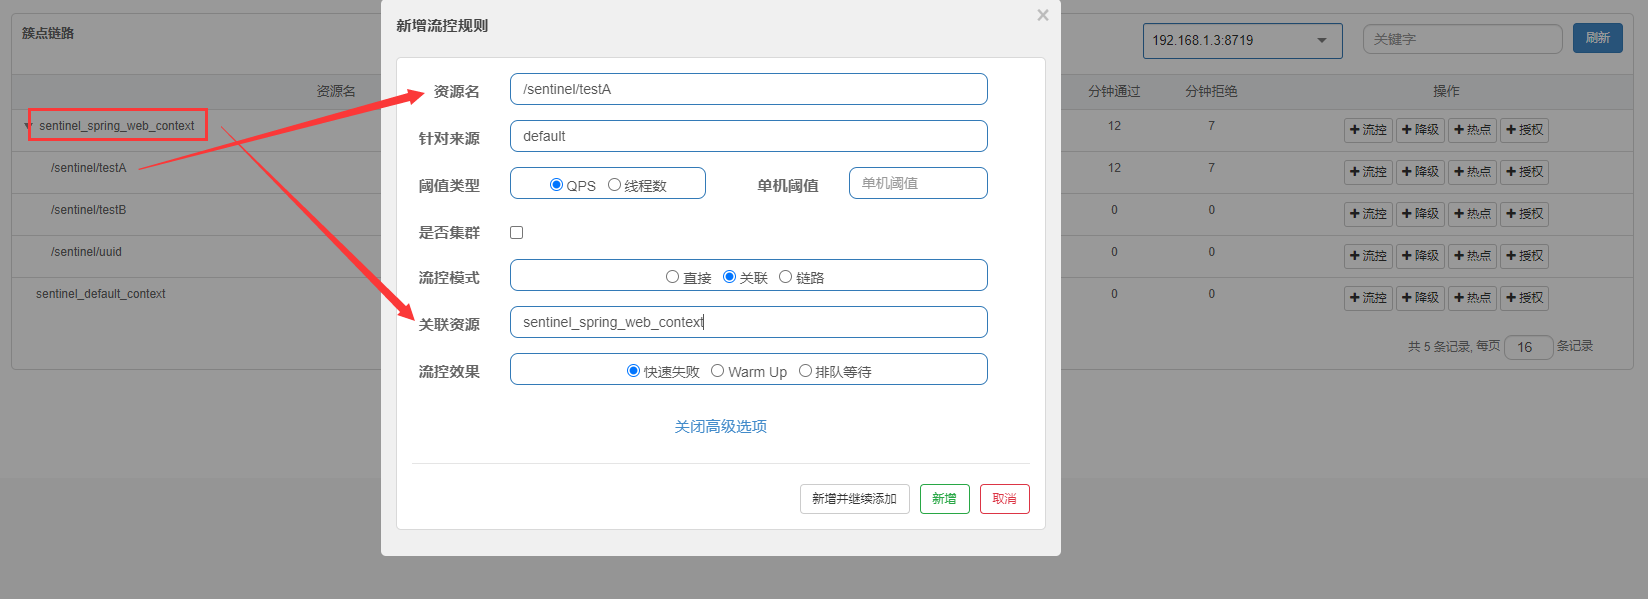 簇点链路
192.168.1.3:8719
关键字
刷新
资源名
分钟通过
分钟拒绝
操作
sentinel_spring_web_context
12
7
流控
降级
热点
授权
/sentinel/testA
12
7
流控
降级
热点
授权
/sentinel/testB
0
0
流控
降级
热点
授权
/sentinel/uuid
0
0
流控
降级
热点
授权
sentinel_default_context
0
0
流控
降级
热点
授权
共 5 条记录, 每页 16 条记录
新增流控规则
×
资源名
/sentinel/testA
针对来源
default
阈值类型
QPS 线程数
单机阈值
单机阈值
是否集群
流控模式
直接 关联 链路
关联资源
sentinel_spring_web_context
流控效果
快速失败 Warm Up 排队等待
关闭高级选项
新增并继续添加
新增
取消